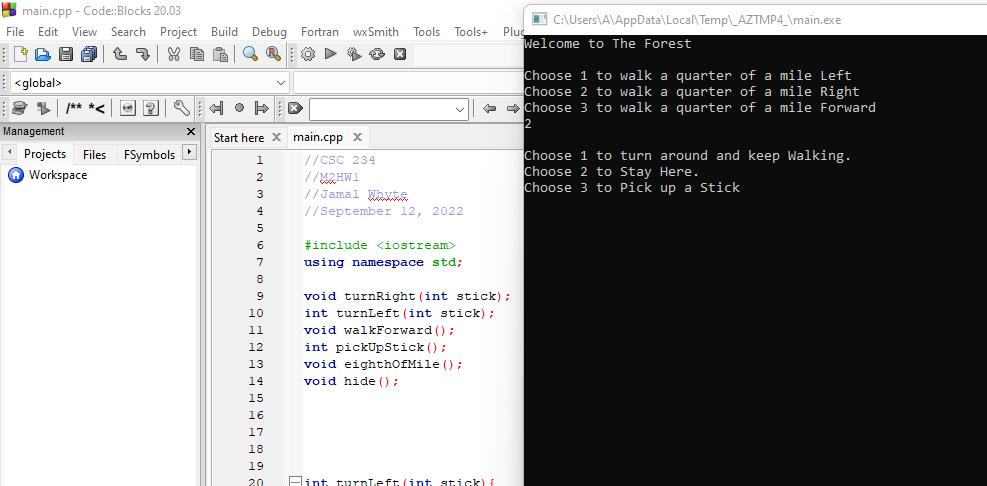 main.cpp - Code::Blocks 20.03
File Edit View Search Project Build Debug Fortran wxSmith Tools Tools+ Plug
<global>
/** *<
Management
Projects Files FSymbols
Workspace
Start here main.cpp
1 //CSC 234
2 //M2HW1
3 //Jamal Whyte
4 //September 12, 2022
5
6 #include <iostream>
7 using namespace std;
8
9 void turnRight(int stick);
10 int turnLeft(int stick);
11 void walkForward();
12 int pickUpStick();
13 void eighthOfMile();
14 void hide();
15
16
17
18
19
20 int turnLeft(int stick){
C:\Users\A\AppData\Local\Temp\_AZTMP4_\main.exe
Welcome to The Forest
Choose 1 to walk a quarter of a mile Left
Choose 2 to walk a quarter of a mile Right
Choose 3 to walk a quarter of a mile Forward
2
Choose 1 to turn around and keep Walking.
Choose 2 to Stay Here.
Choose 3 to Pick up a Stick